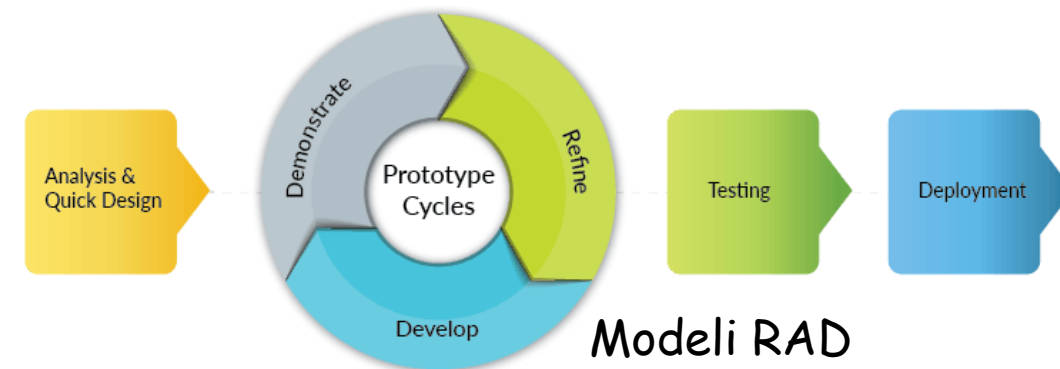 Analysis &
Quick Design
Demonstrate
Prototype
Cycles
Refine
Develop
Testing
Deployment
Modeli RAD